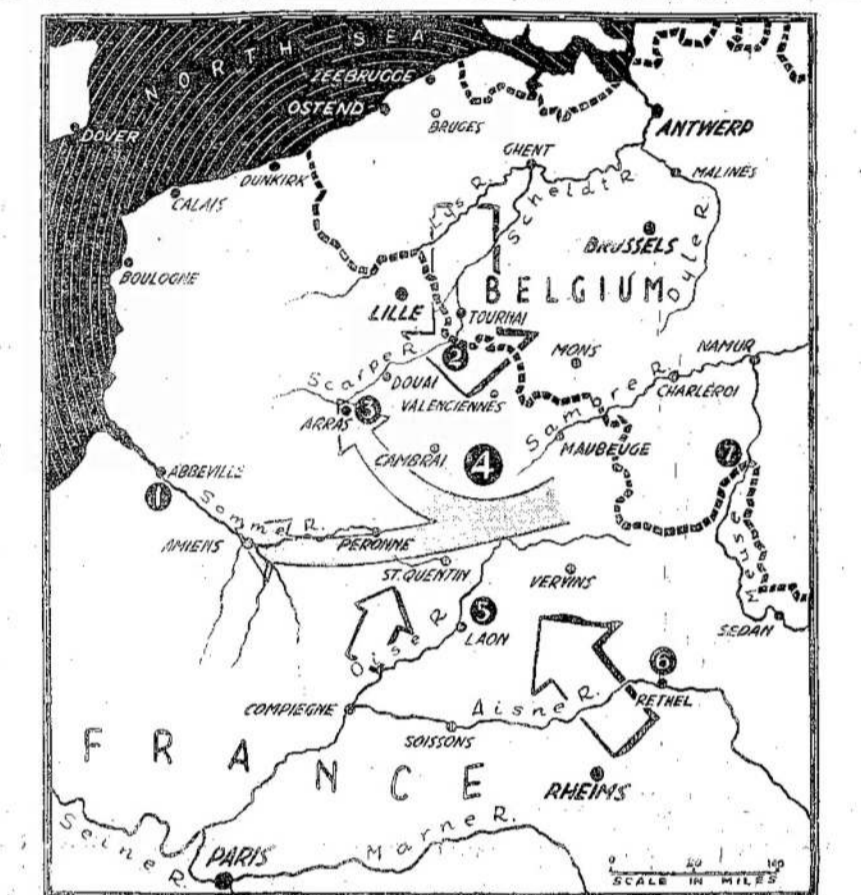 NORTH SEA
ZEEBRUGGE
OSTEND
BRUGES
DOVER
ANTWERP
DUNKIRK
GHENT
MALINES
CALAIS
Lys R.
Scheldt R.
BRUSSELS
Dyle R.
BOULOGNE
BELGIUM
LILLE
TOURNAI
2
MONS
NAMUR
Scarpe R.
DOUAI
CHARLEROI
VALENCIENNES
ARRAS
3
Sambre R.
MAUBEUGE
CAMBRAI
4
7
ABBEVILLE
1
Somme R.
Meuse
AMIENS
PERONNE
ST. QUENTIN
VERVINS
5
SEDAN
LAON
Oise R.
6
RETHEL
COMPIEGNE
Aisne R.
SOISSONS
FRANCE
RHEIMS
Seine R.
Marne R.
PARIS
0
SCALE IN MILES